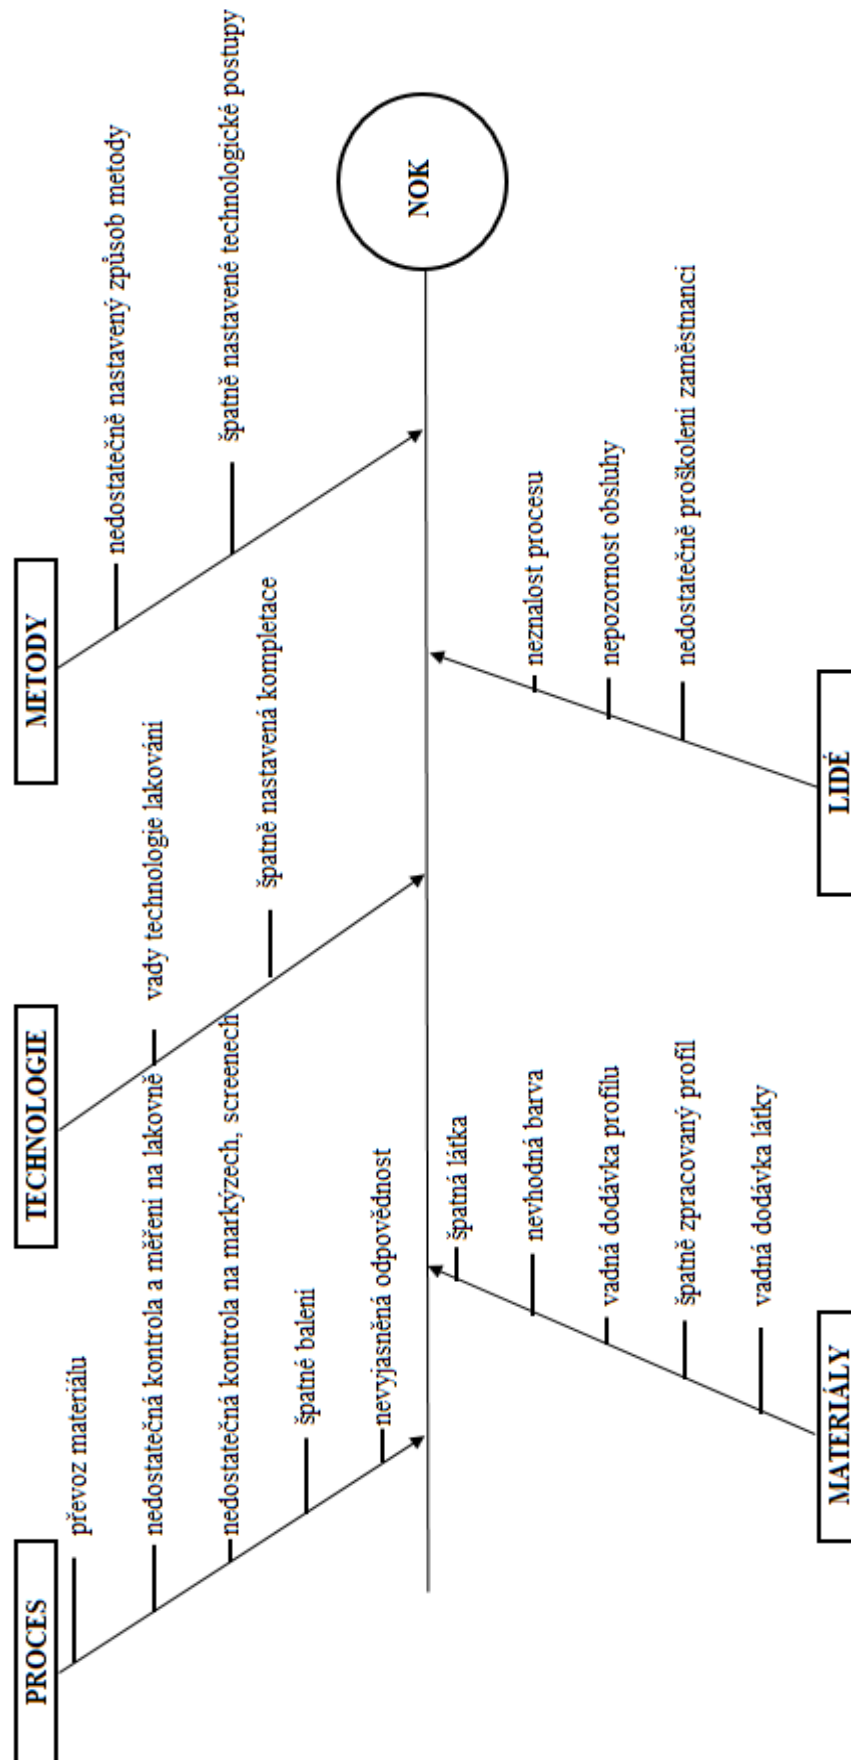 PROCES
převoz materiálu
nedostatečná kontrola a měření na lakovně
nedostatečná kontrola na markýzech, screenech
špatné balení
nevyjasněná odpovědnost
TECHNOLOGIE
vady technologie lakování
špatně nastavená kompletace
METODY
nedostatečně nastavený způsob metody
špatně nastavené technologické postupy
NOK
špatná látka
nevhodná barva
vadná dodávka profilu
špatně zpracovaný profil
vadná dodávka látky
MATERIÁLY
neznalost procesu
nepozornost obsluhy
nedostatečně proškolení zaměstnanci
LIDÉ